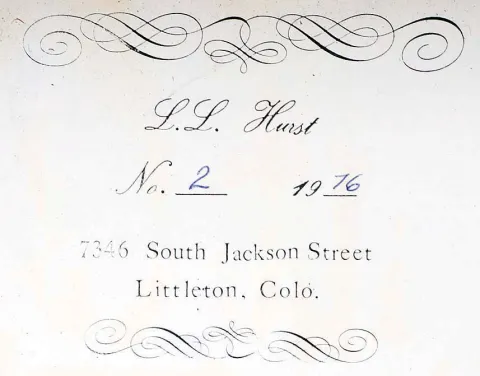 L.L. Hurst
No. 2 1976
7346 South Jackson Street
Littleton, Colo.